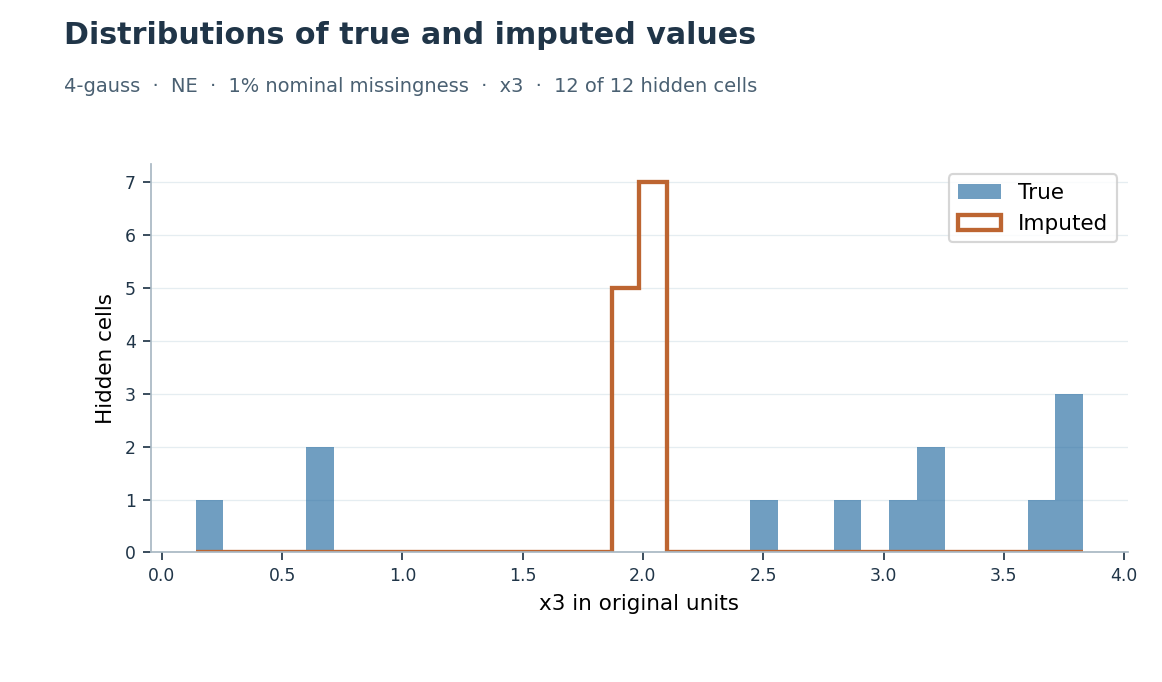 Distributions of true and imputed values
4-gauss · NE · 1% nominal missingness · x3 · 12 of 12 hidden cells
7
6
5
4
3
2
1
0
Hidden cells
True
Imputed
0.0 0.5 1.0 1.5 2.0 2.5 3.0 3.5 4.0
x3 in original units